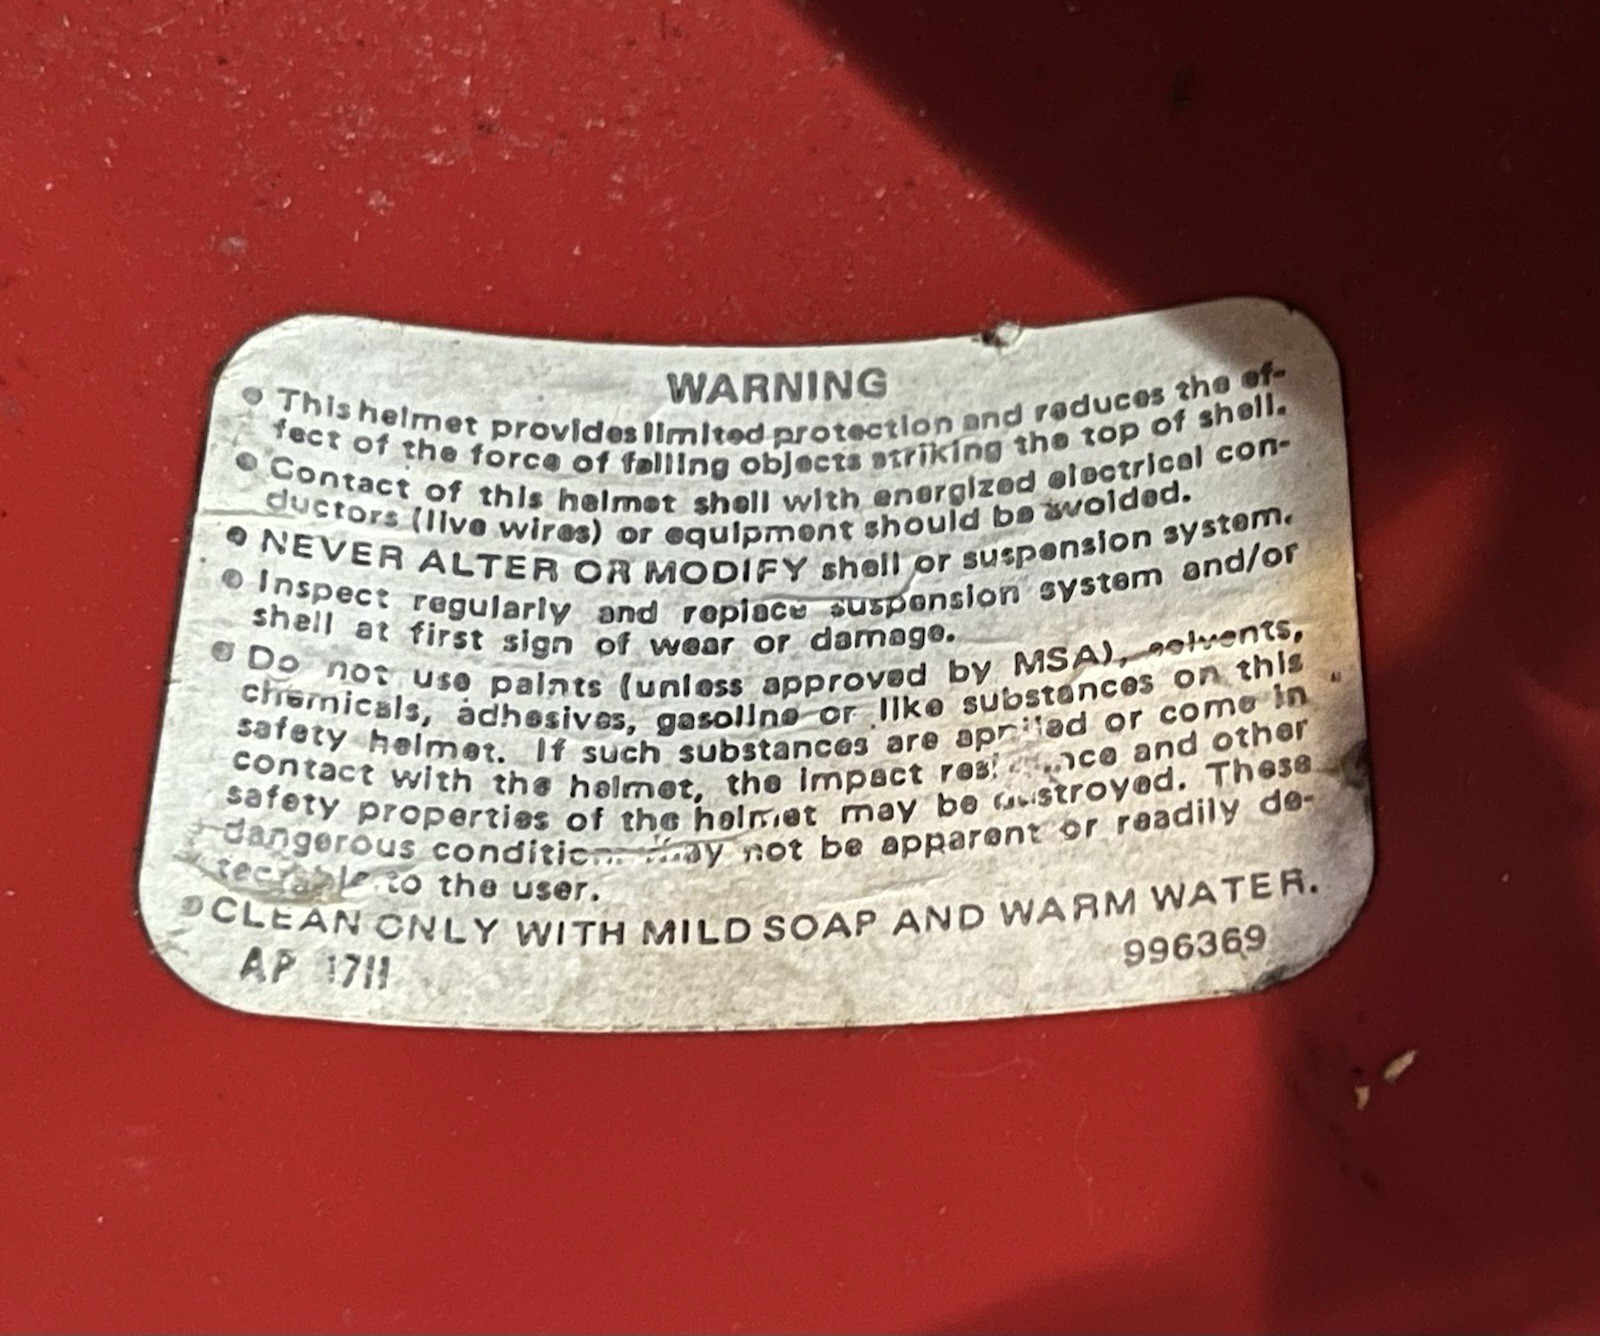 WARNING
• This helmet provides limited protection and reduces the ef-
fect of the force of falling objects striking the top of shell.
• Contact of this helmet shell with energized electrical con-
ductors (live wires) or equipment should be avoided.
• NEVER ALTER OR MODIFY shell or suspension system.
• Inspect regularly and replace suspension system and/or
shell at first sign of wear or damage.
• Do not use paints (unless approved by MSA), solvents,
chemicals, adhesives, gasoline or like substances on this
safety helmet. If such substances are applied or come in
contact with the helmet, the impact resistance and other
safety properties of the helmet may be destroyed. These
dangerous may not be apparent or readily de-
tectable to the user.
• CLEAN ONLY WITH MILD SOAP AND WARM WATER.
AP 1711
996369